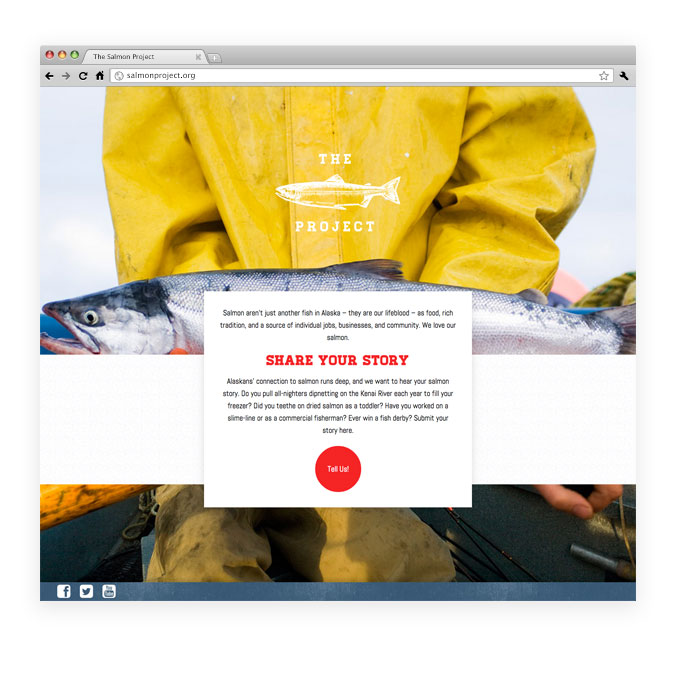 The Salmon Project
salmonproject.org
THE
PROJECT
Salmon aren't just another fish in Alaska – they are our lifeblood – as food, rich
tradition, and a source of individual jobs, businesses, and community. We love our
salmon.
SHARE YOUR STORY
Alaskans' connection to salmon runs deep, and we want to hear your salmon
story. Do you pull all-nighters dipnetting on the Kenai River each year to fill your
freezer? Did you teethe on dried salmon as a toddler? Have you worked on a
slime-line or as a commercial fisherman? Ever win a fish derby? Submit your
story here.
Tell Us!
You
Tube